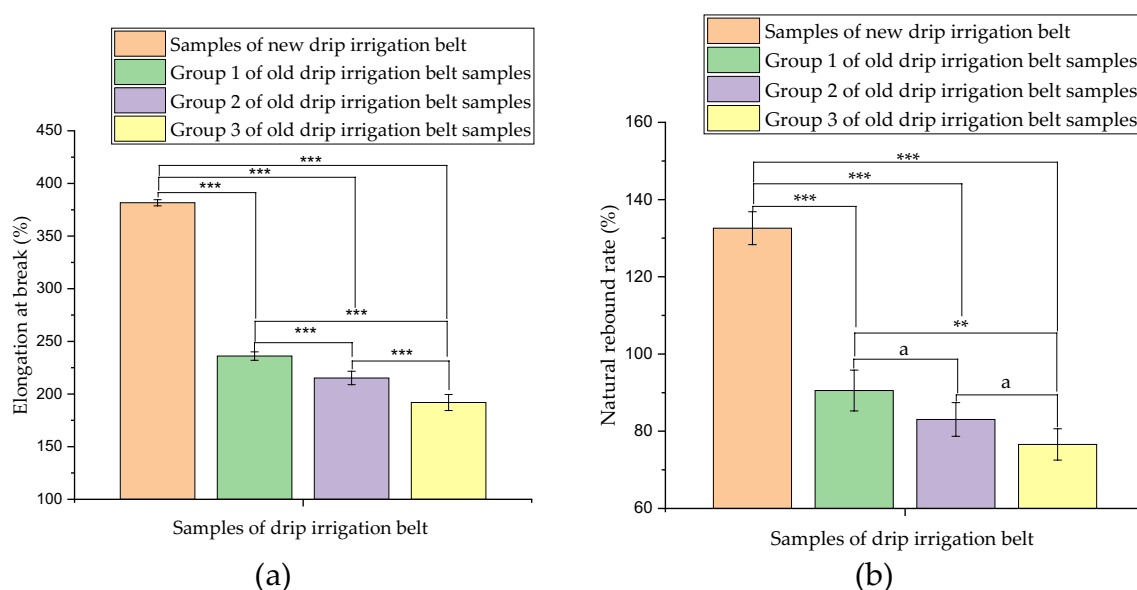 Samples of new drip irrigation belt
Group 1 of old drip irrigation belt samples
Group 2 of old drip irrigation belt samples
Group 3 of old drip irrigation belt samples
450
400
350
300
250
200
150
100
Elongation at break (%)
***
***
***
***
***
***
Samples of drip irrigation belt
(a)
Samples of new drip irrigation belt
Group 1 of old drip irrigation belt samples
Group 2 of old drip irrigation belt samples
Group 3 of old drip irrigation belt samples
160
140
120
100
80
60
Natural rebound rate (%)
***
***
***
**
a
a
Samples of drip irrigation belt
(b)